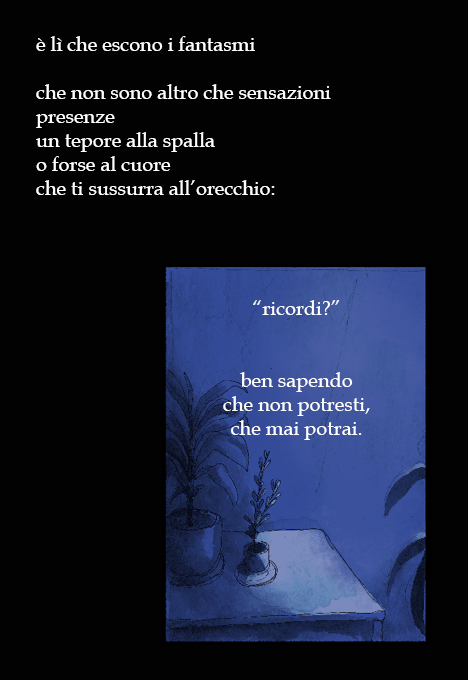 è lì che escono i fantasmi
che non sono altro che sensazioni
presenze
un tepore alla spalla
o forse al cuore
che ti sussurra all’orecchio:
“ricordi?”
ben sapendo
che non potresti,
che mai potrai.